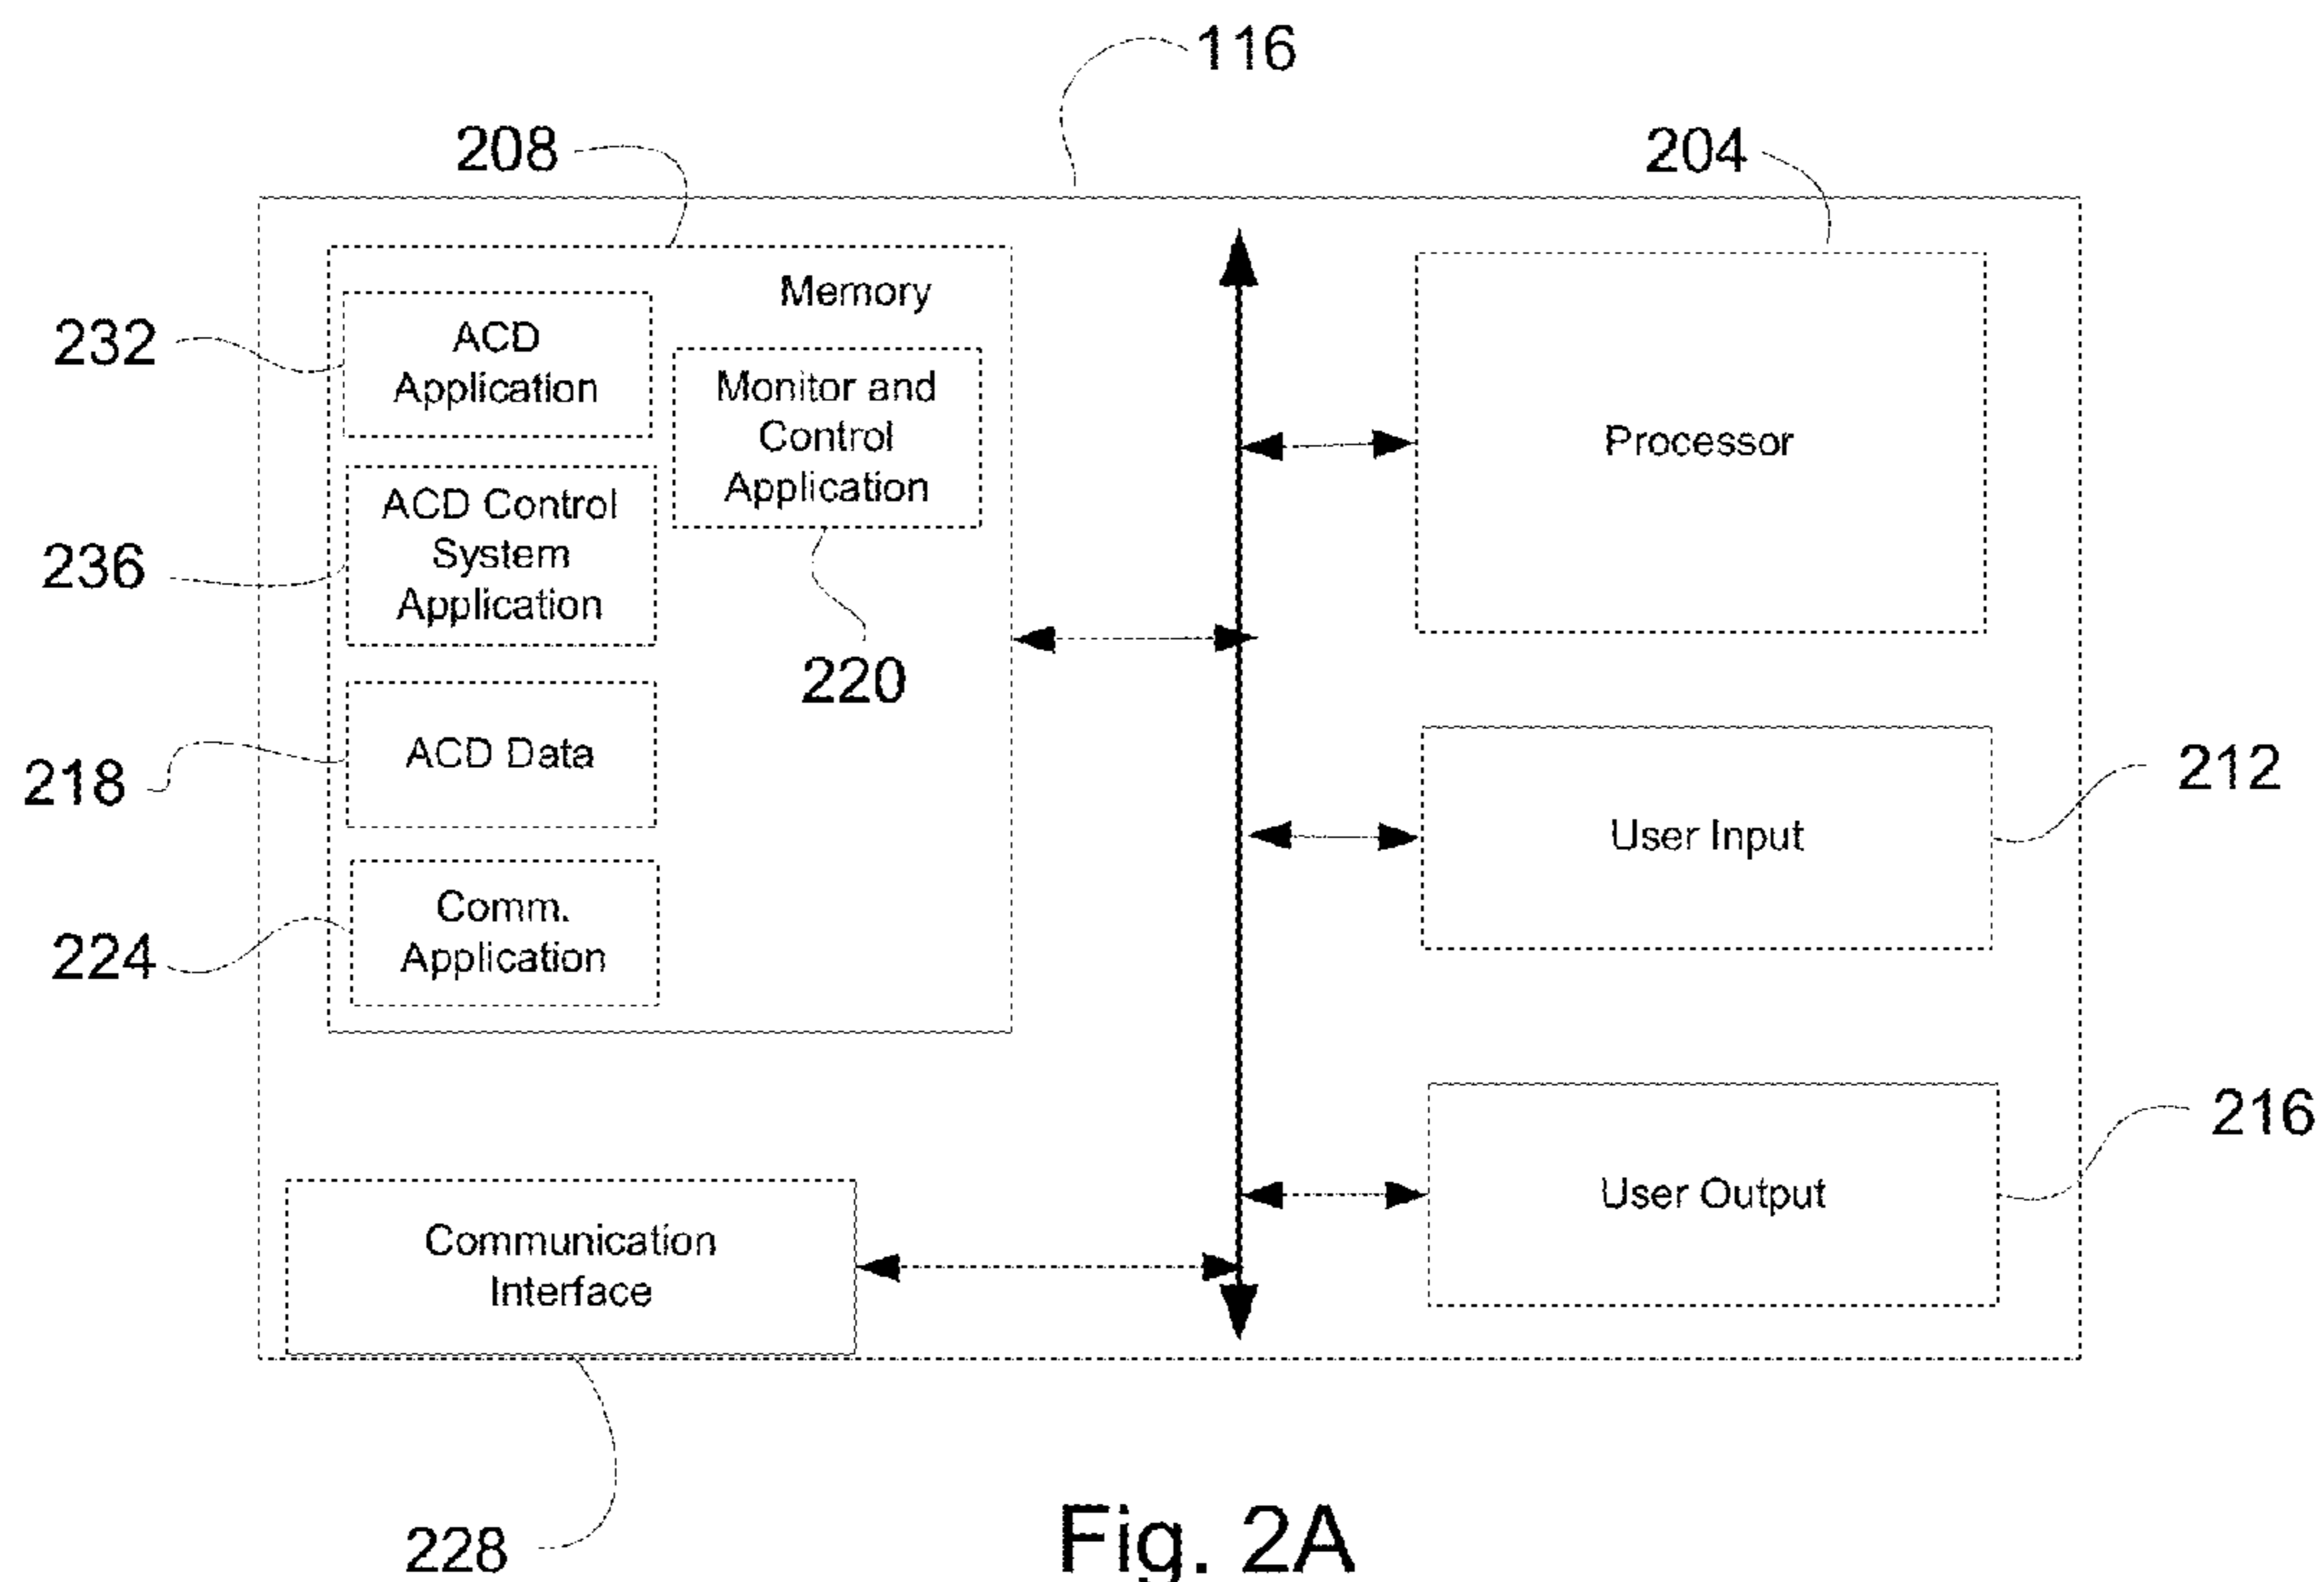 116
208
204
Memory
232
ACD
Application
Monitor and
Control
Application
Processor
236
ACD Control
System
Application
220
218
ACD Data
212
User Input
224
Comm.
Application
216
User Output
Communication
Interface
228
Fig. 2A